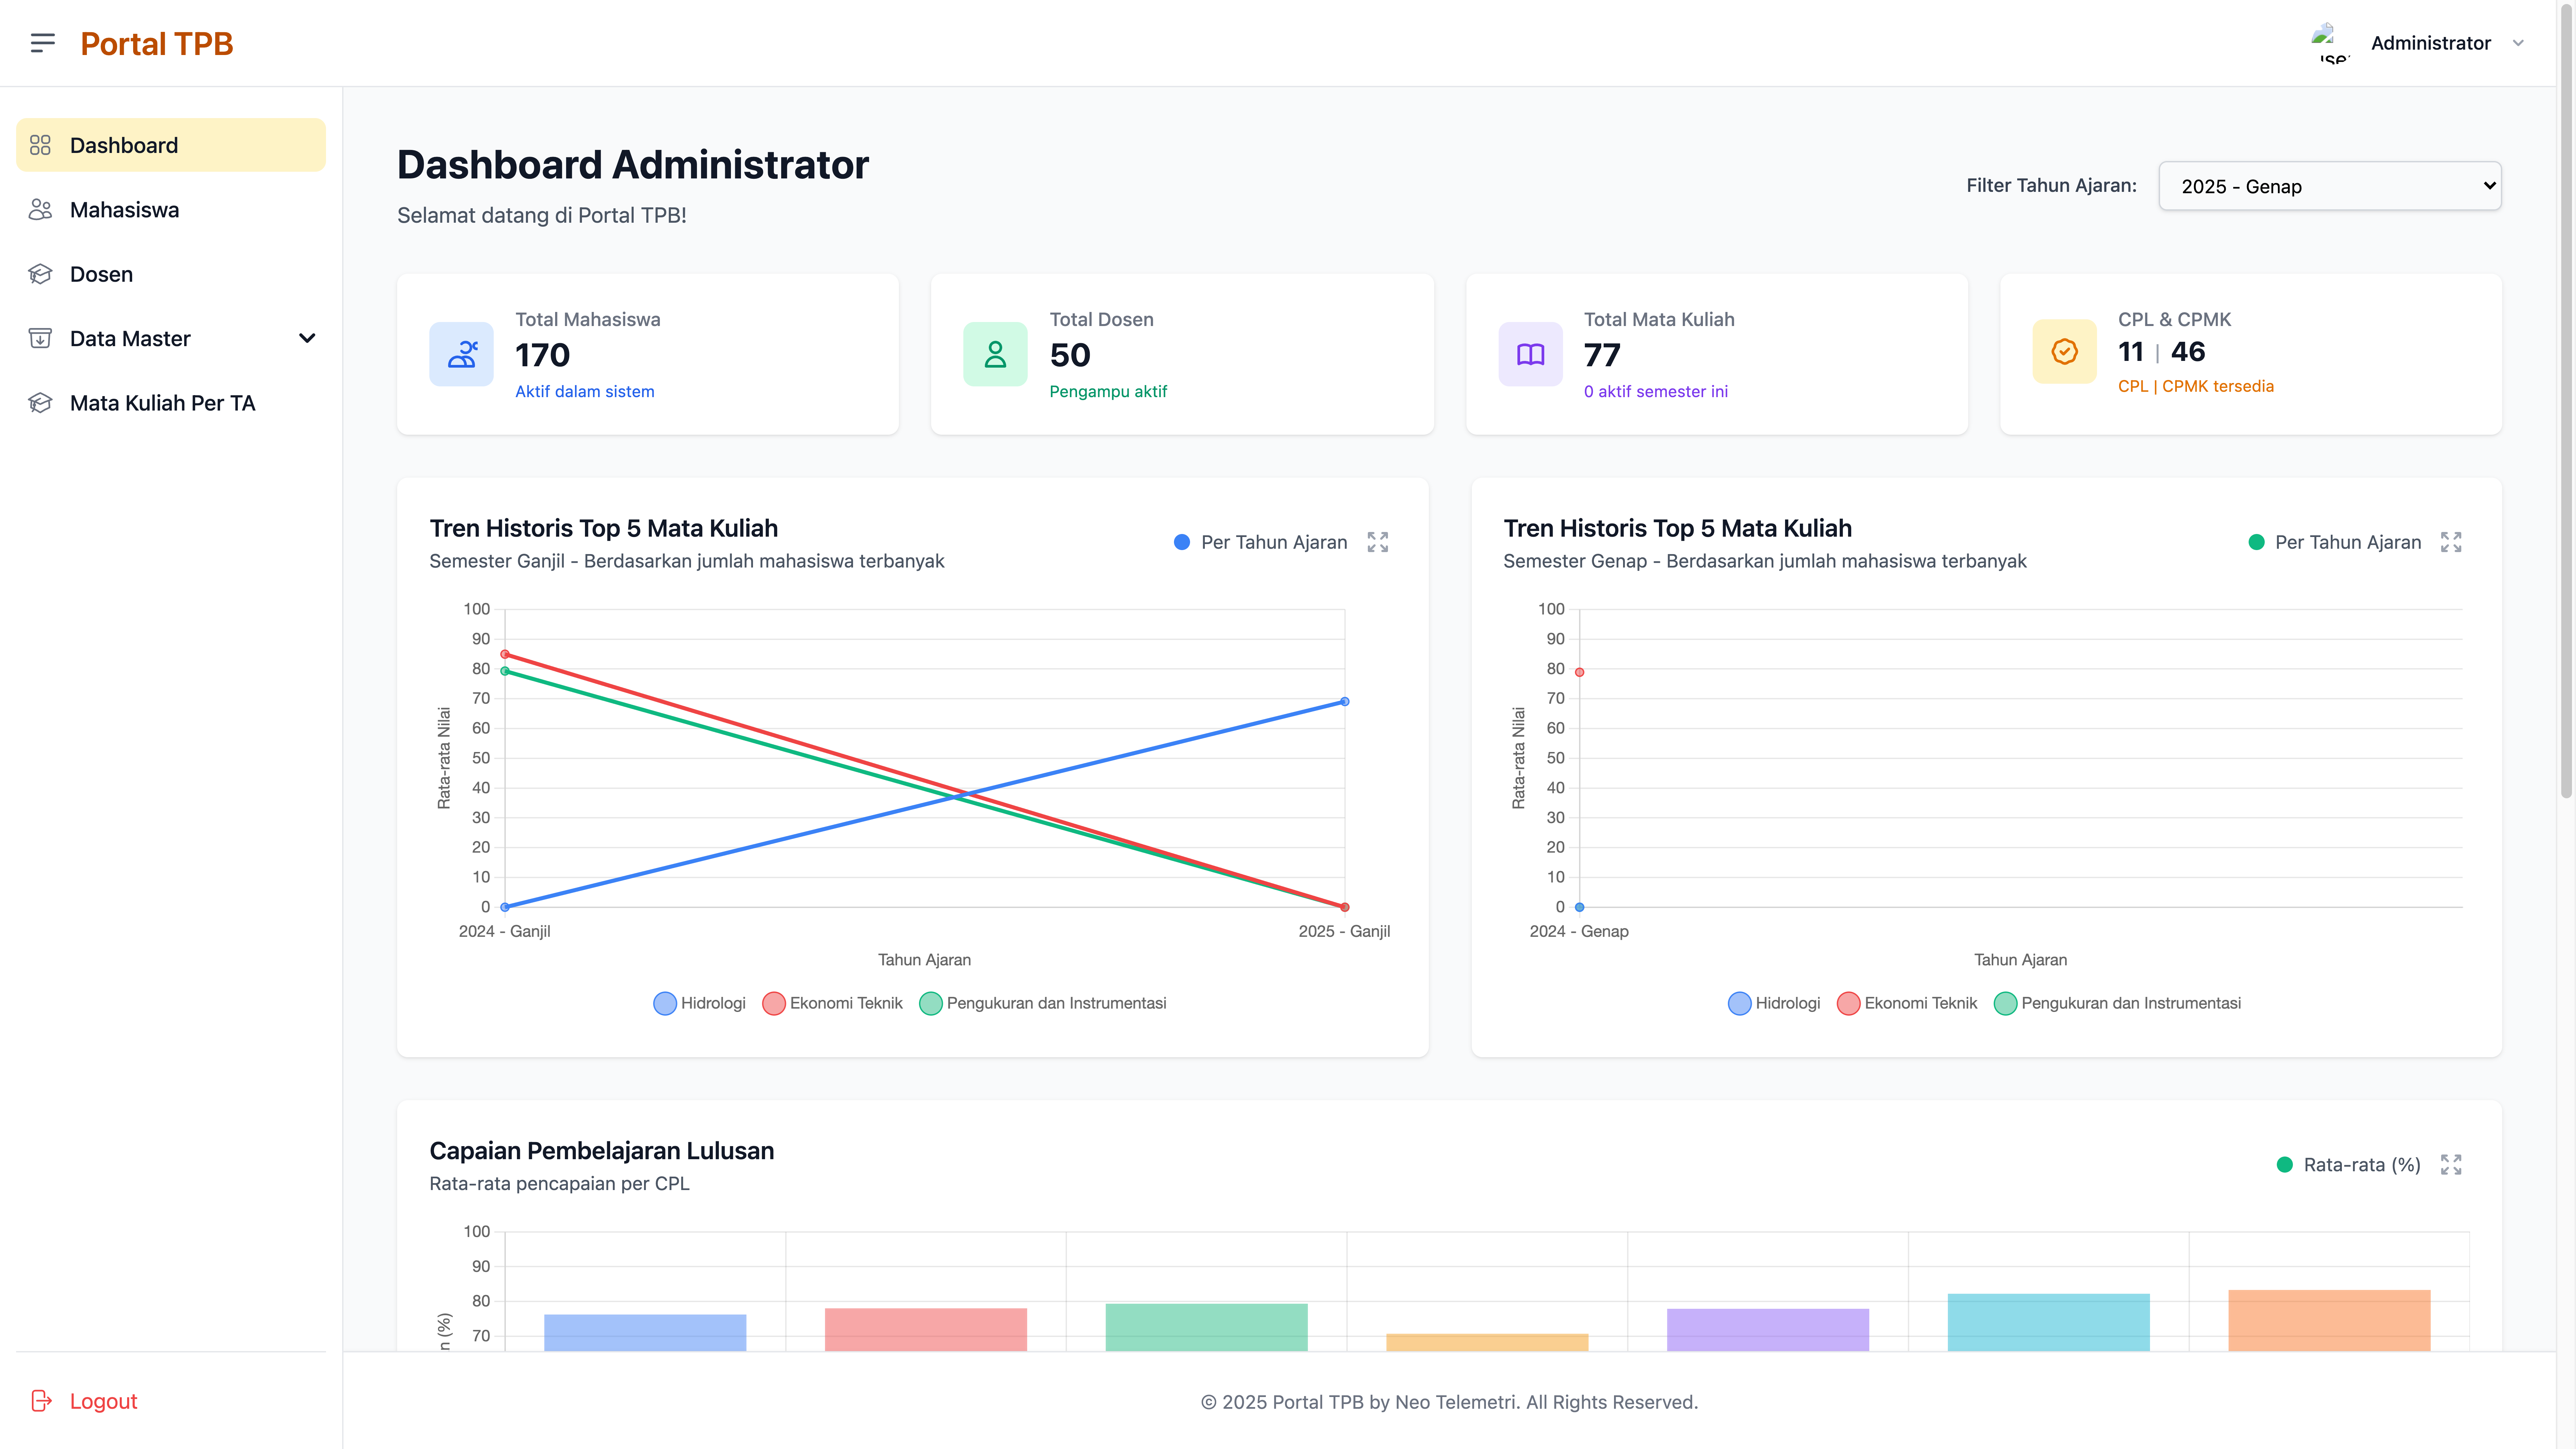 Portal TPB
Administrator
Dashboard
Mahasiswa
Dosen
Data Master
Mata Kuliah Per TA
Logout
Dashboard Administrator
Selamat datang di Portal TPB!
Filter Tahun Ajaran:
2025 - Genap
Total Mahasiswa
170
Aktif dalam sistem
Total Dosen
50
Pengampu aktif
Total Mata Kuliah
77
0 aktif semester ini
CPL & CPMK
11 | 46
CPL | CPMK tersedia
Tren Historis Top 5 Mata Kuliah
Semester Ganjil - Berdasarkan jumlah mahasiswa terbanyak
Per Tahun Ajaran
100
90
80
70
60
50
40
30
20
10
0
Rata-rata Nilai
2024 - Ganjil
2025 - Ganjil
Tahun Ajaran
Hidrologi
Ekonomi Teknik
Pengukuran dan Instrumentasi
Tren Historis Top 5 Mata Kuliah
Semester Genap - Berdasarkan jumlah mahasiswa terbanyak
Per Tahun Ajaran
100
90
80
70
60
50
40
30
20
10
0
Rata-rata Nilai
2024 - Genap
Tahun Ajaran
Hidrologi
Ekonomi Teknik
Pengukuran dan Instrumentasi
Capaian Pembelajaran Lulusan
Rata-rata pencapaian per CPL
Rata-rata (%)
100
90
80
70
(%)
© 2025 Portal TPB by Neo Telemetri. All Rights Reserved.